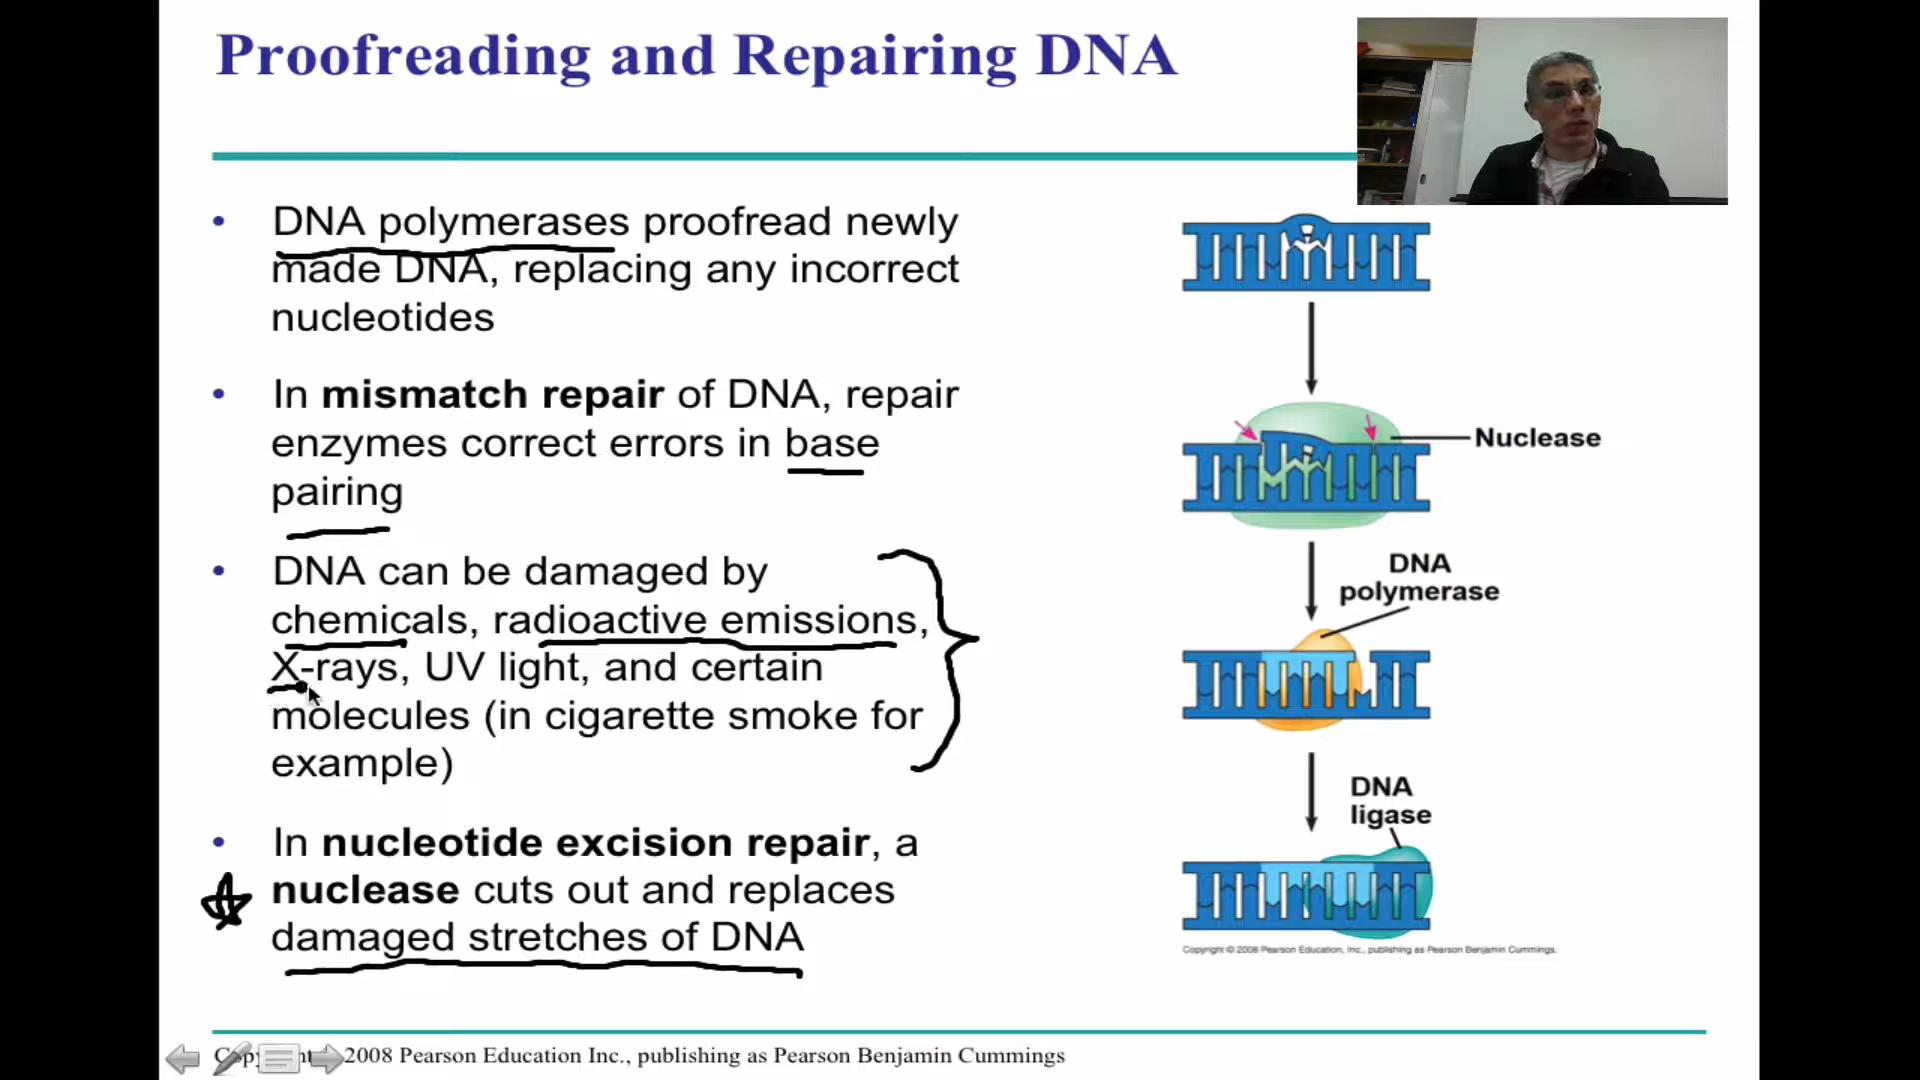 Proofreading and Repairing DNA
• DNA polymerases proofread newly
made DNA, replacing any incorrect
nucleotides
• In mismatch repair of DNA, repair
enzymes correct errors in base
pairing
• DNA can be damaged by
chemicals, radioactive emissions,
X-rays, UV light, and certain
molecules (in cigarette smoke for
example)
• In nucleotide excision repair, a
nuclease cuts out and replaces
damaged stretches of DNA
Nuclease
DNA
polymerase
DNA
ligase
Copyright © 2008 Pearson Education, Inc., publishing as Pearson Benjamin Cummings.
2008 Pearson Education Inc., publishing as Pearson Benjamin Cummings